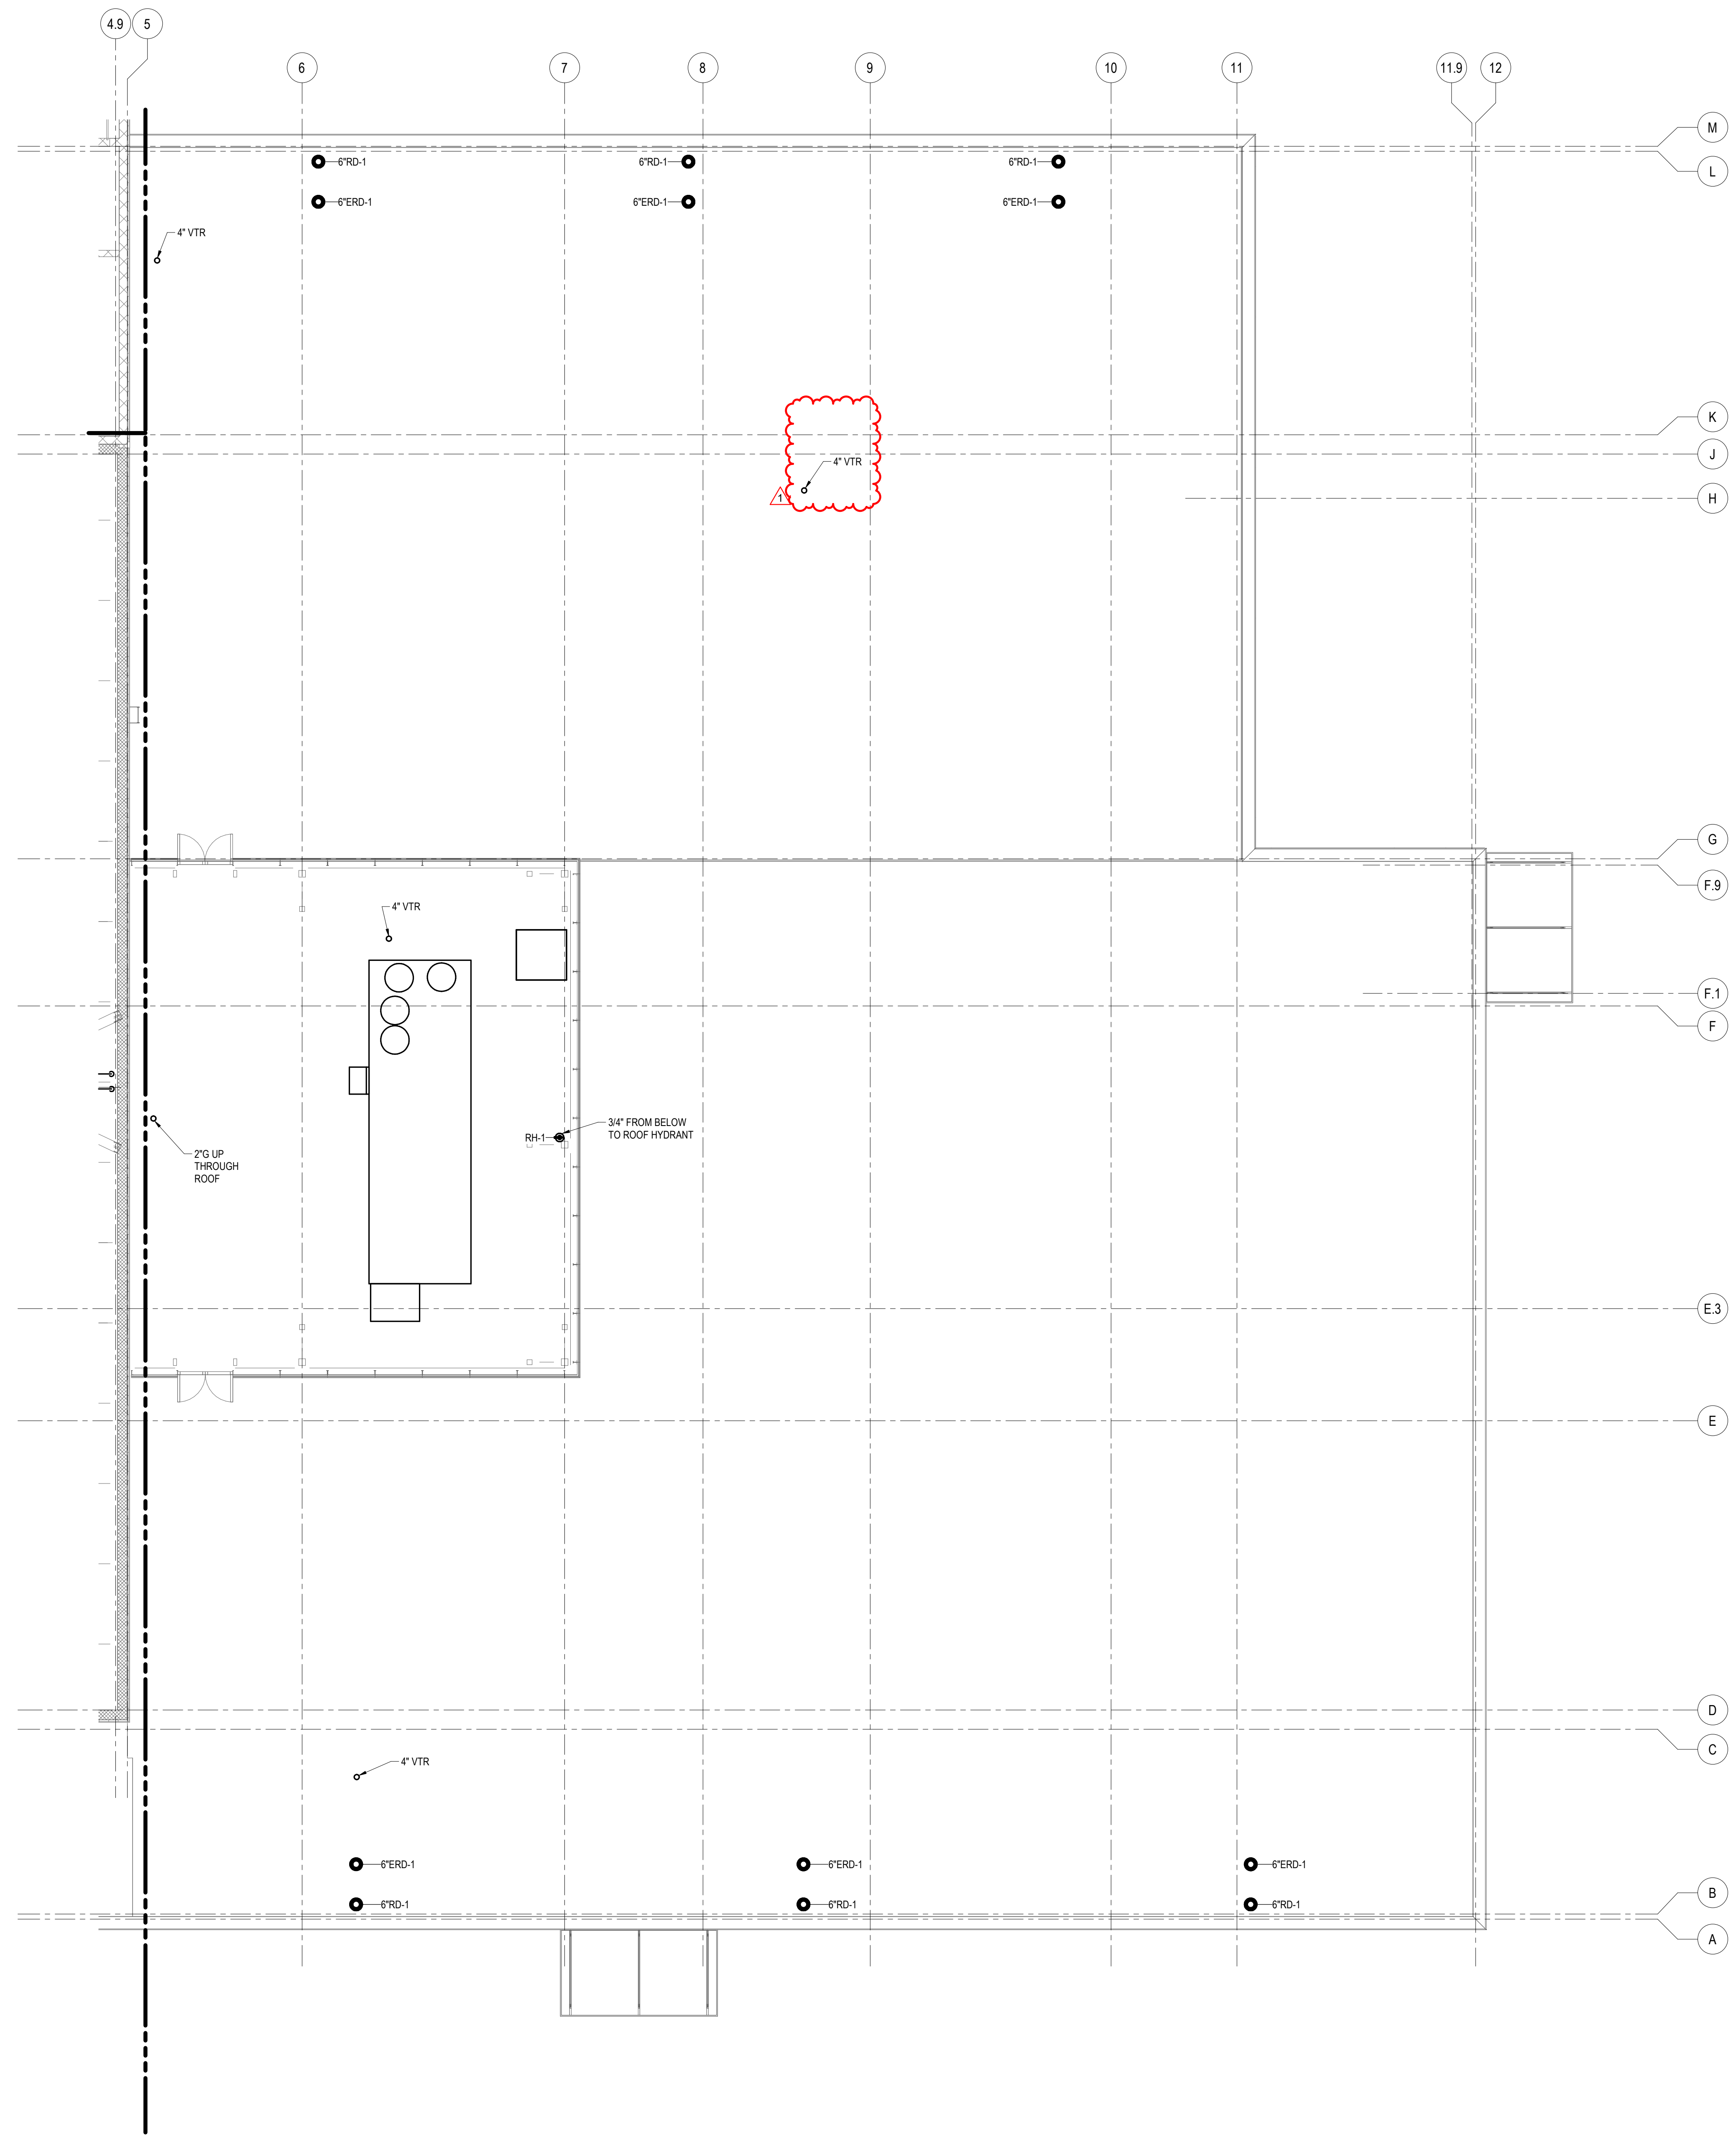 4.9
5
6
7
8
9
10
11
11.9
12
M
6"RD-1
6"RD-1
6"RD-1
L
6"ERD-1
6"ERD-1
6"ERD-1
4" VTR
K
J
4" VTR
1
H
G
F.9
4" VTR
F.1
F
3/4" FROM BELOW
TO ROOF HYDRANT
RH-1
2"G UP
THROUGH
ROOF
E.3
E
D
C
4" VTR
6"ERD-1
6"ERD-1
6"ERD-1
B
6"RD-1
6"RD-1
6"RD-1
A